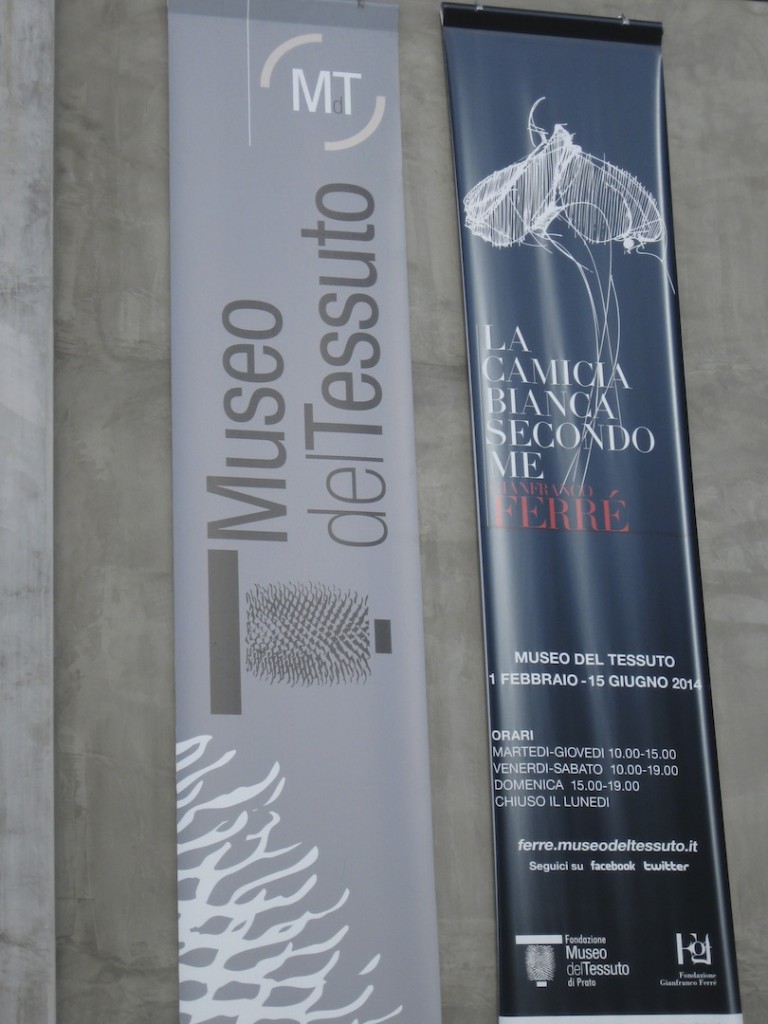 MdT
Museo
delTessuto
LA
CAMICIA
BIANCA
SECONDO
ME
GIANFRANCO
FERRÉ
MUSEO DEL TESSUTO
1 FEBBRAIO - 15 GIUGNO 2014
ORARI
MARTEDI-GIOVEDI 10.00-15.00
VENERDI-SABATO 10.00-19.00
DOMENICA 15.00-19.00
CHIUSO IL LUNEDI
ferre.museodeltessuto.it
Seguici su facebook twitter
Fondazione
Museo
delTessuto
di Prato
Fondazione
Gianfranco Ferré